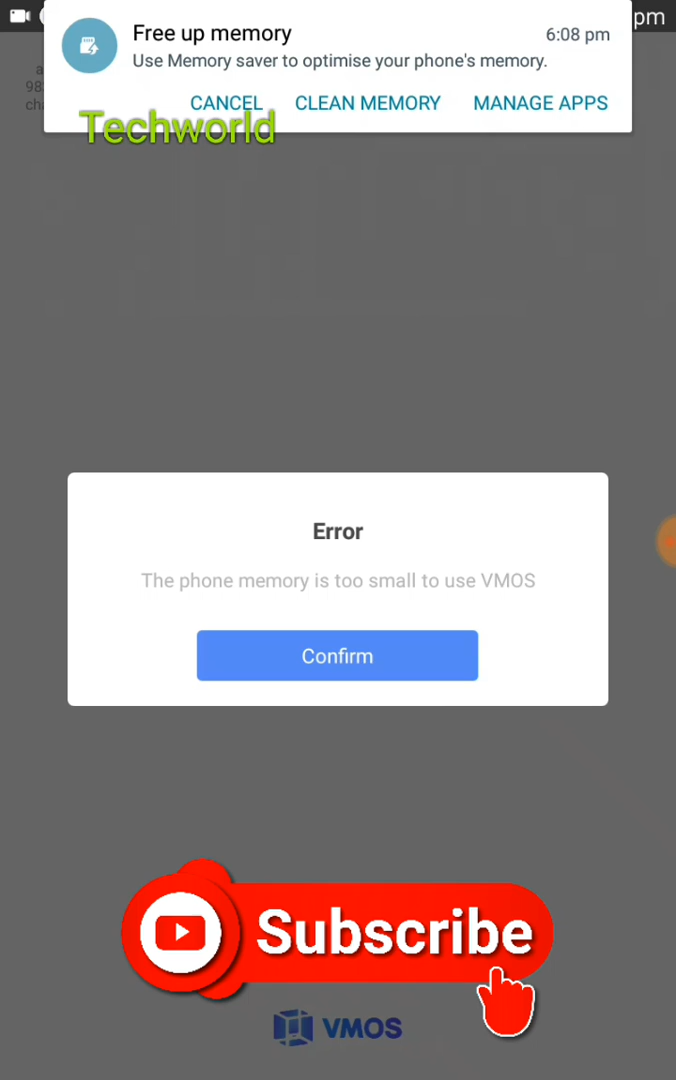 pm
Free up memory
6:08 pm
Use Memory saver to optimise your phone's memory.
CANCEL
CLEAN MEMORY
MANAGE APPS
Techworld
Error
The phone memory is too small to use VMOS
Confirm
Subscribe
VMOS